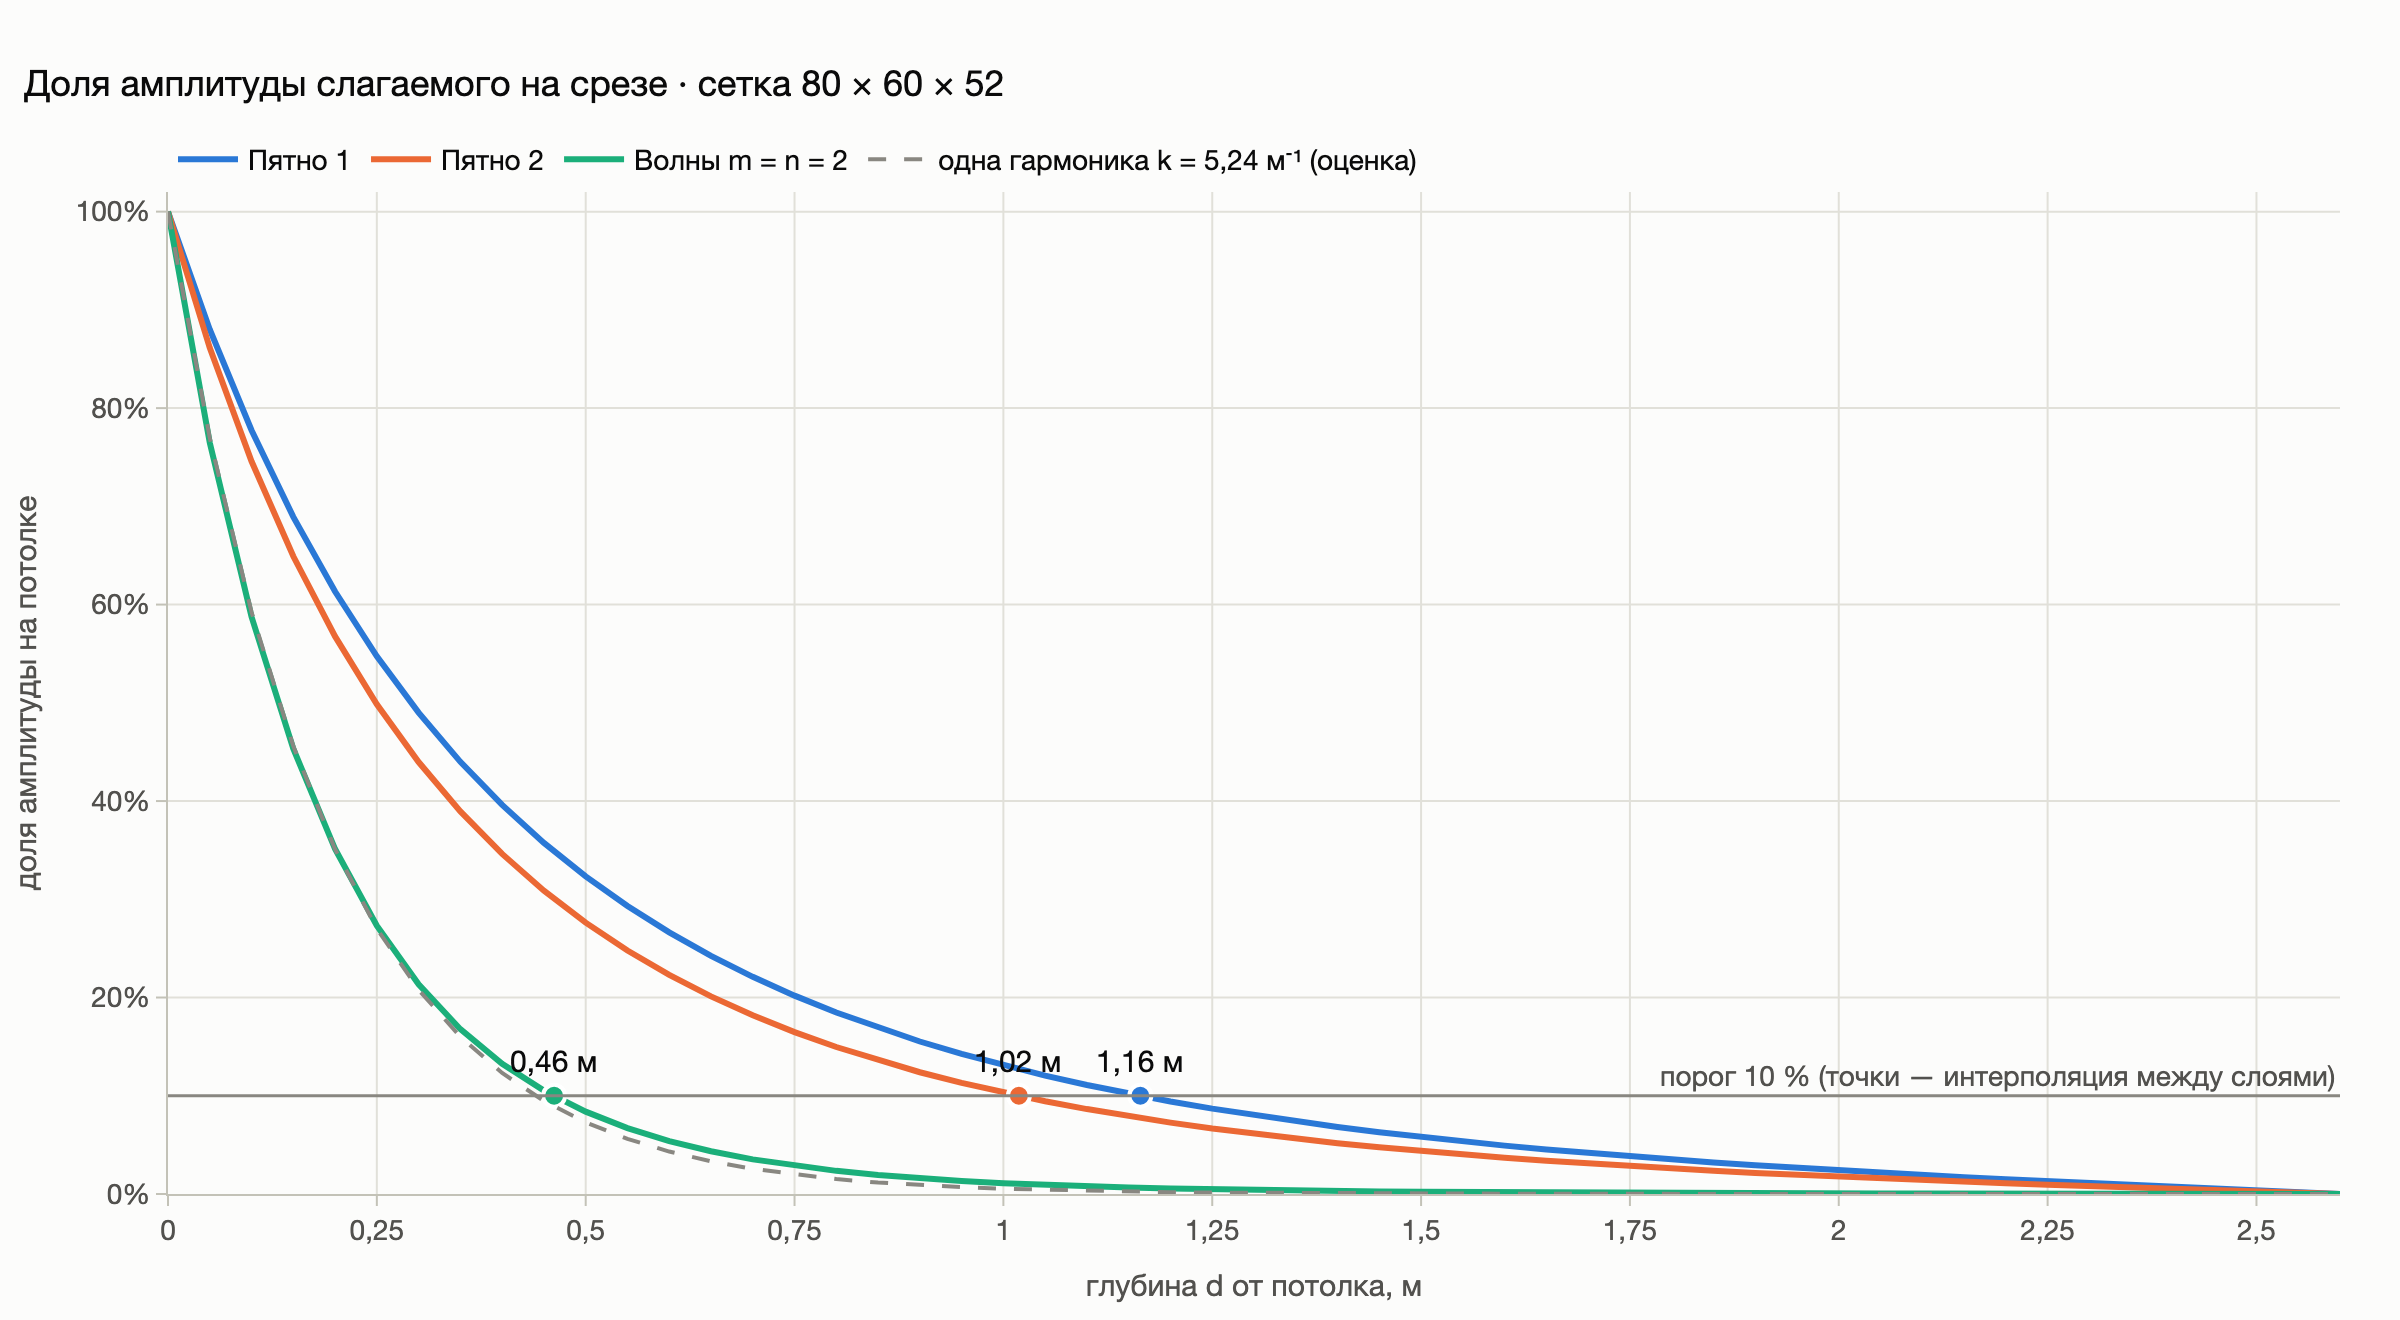 Доля амплитуды слагаемого на срезе · сетка 80 × 60 × 52
Пятно 1 Пятно 2 Волны m = n = 2 одна гармоника k = 5,24 м⁻¹ (оценка)
доля амплитуды на потолке
100%
80%
60%
40%
20%
0%
0,46 м 1,02 м 1,16 м
порог 10 % (точки — интерполяция между слоями)
0 0,25 0,5 0,75 1 1,25 1,5 1,75 2 2,25 2,5
глубина d от потолка, м